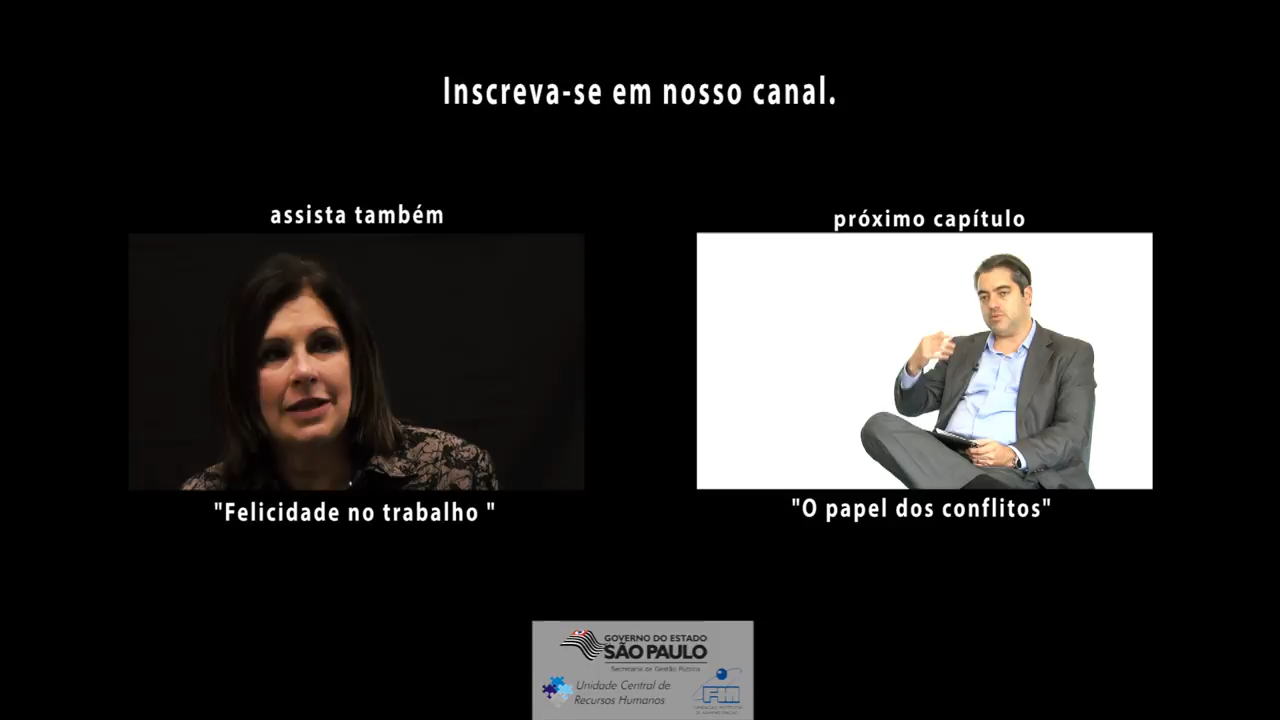 Inscreva-se em nosso canal.
assista também
próximo capítulo
"Felicidade no trabalho "
"O papel dos conflitos"
GOVERNO DO ESTADO
SÃO PAULO
Secretaria de Gestão Pública
Unidade Central de
Recursos Humanos